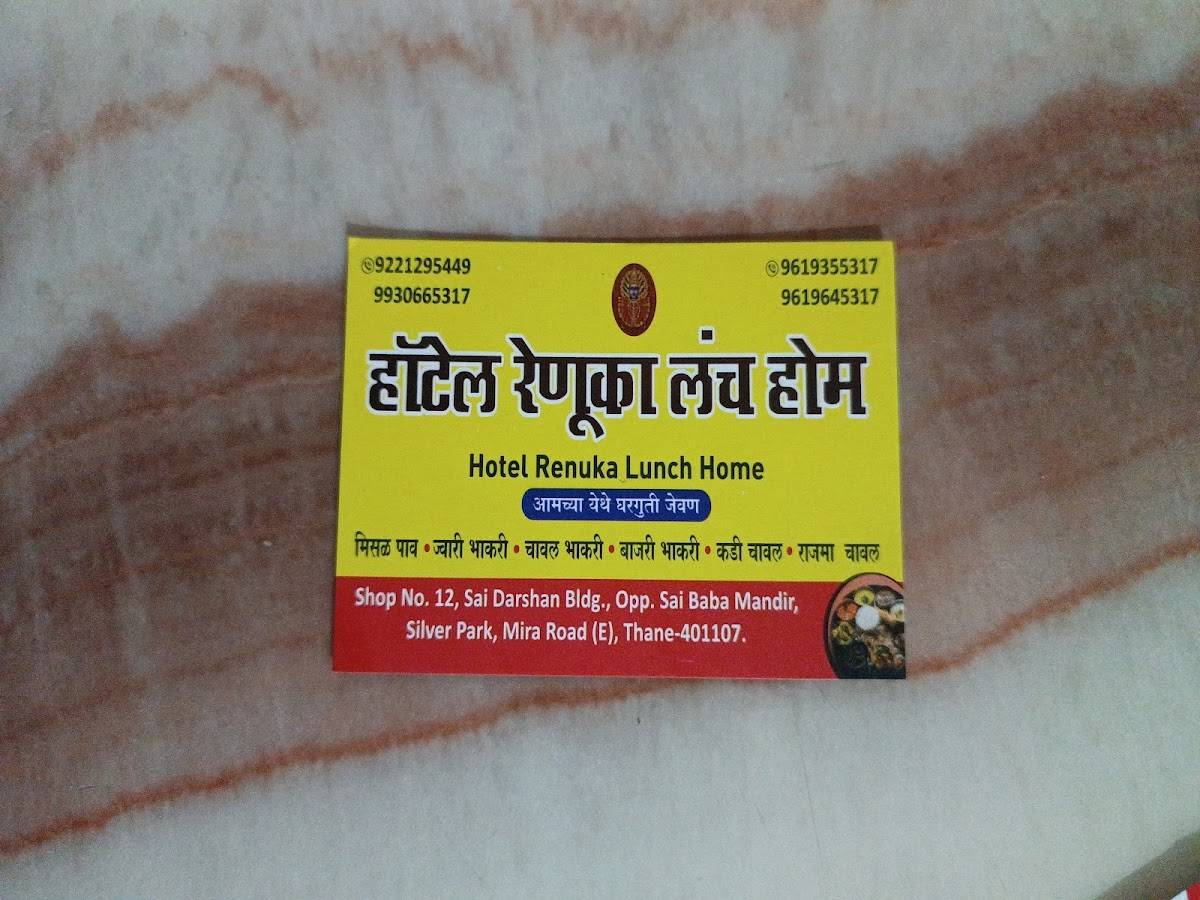 9221295449
9930665317
9619355317
9619645317
हॉटेल रेणूका लंच होम
Hotel Renuka Lunch Home
आमच्या येथे घरगुती जेवण
मिसळ पाव • ज्वारी भाकरी • चावल भाकरी • बाजरी भाकरी • कडी चावल • राजमा चावल
Shop No. 12, Sai Darshan Bldg., Opp. Sai Baba Mandir,
Silver Park, Mira Road (E), Thane-401107.